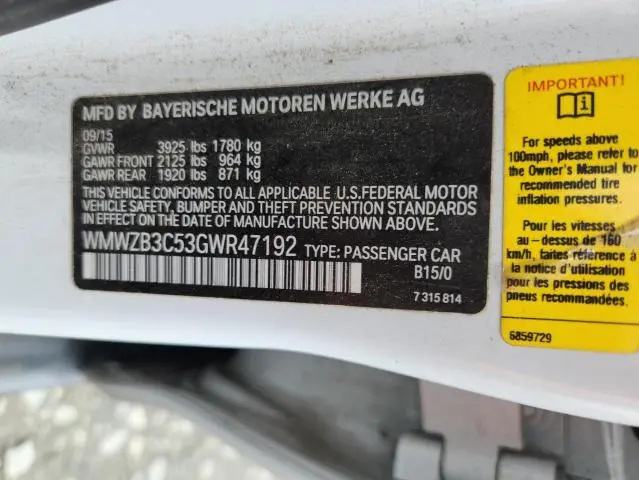 MFD BY BAYERISCHE MOTOREN WERKE AG
09/15
GVWR 3925 lbs 1780 kg
GAWR FRONT 2125 lbs 964 kg
GAWR REAR 1920 lbs 871 kg
THIS VEHICLE CONFORMS TO ALL APPLICABLE U.S.FEDERAL MOTOR
VEHICLE SAFETY, BUMPER AND THEFT PREVENTION STANDARDS
IN EFFECT ON THE DATE OF MANUFACTURE SHOWN ABOVE.
WMWZB3C53GWR47192 TYPE: PASSENGER CAR
B15/0
7 315 814
IMPORTANT!
For speeds above
100mph, please refer to
the Owner's Manual for
recommended tire
inflation pressures.
Pour les vitesses
au-dessus de 160
km/h, faites référence à
la notice d'utilisation
pour les pressions des
pneus recommandées.
6859729